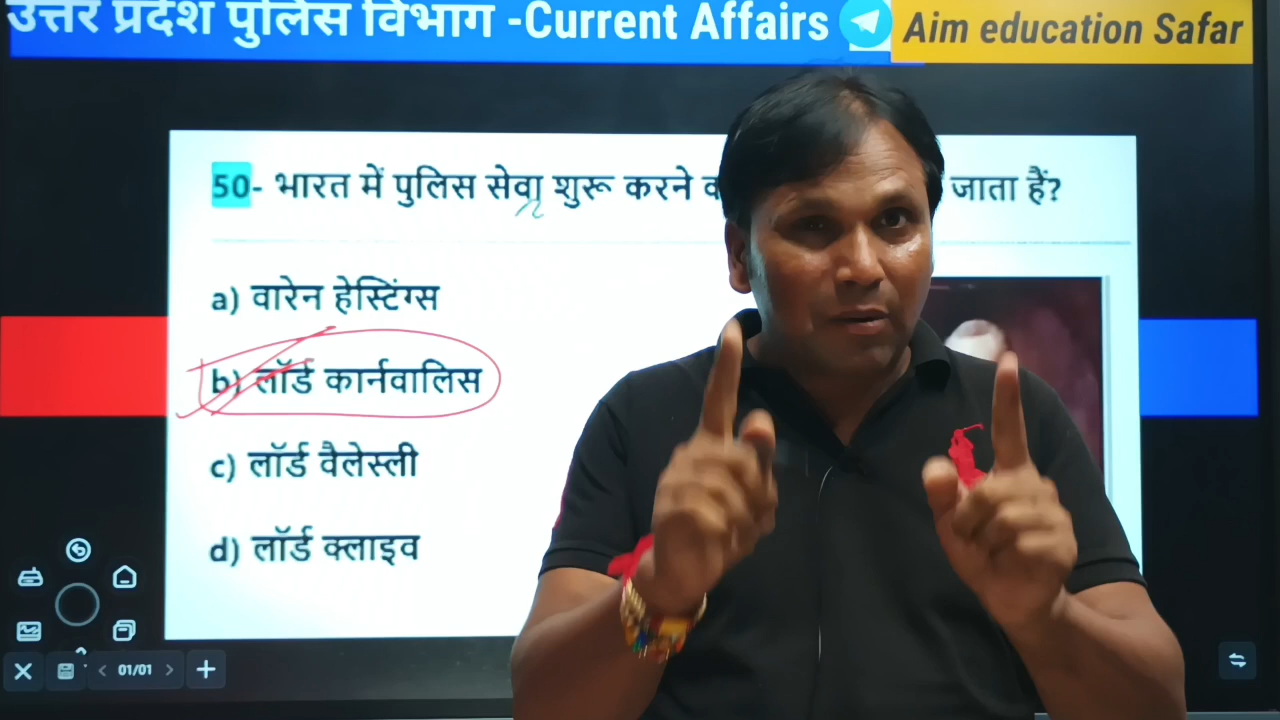 उत्तर प्रदेश पुलिस विभाग -Current Affairs
Aim education Safar
50- भारत में पुलिस सेवा शुरू करने जाता हैं?
a) वारेन हेस्टिंग्स
b) लॉर्ड कार्नवालिस
c) लॉर्ड वैलेस्ली
d) लॉर्ड क्लाइव
01/01